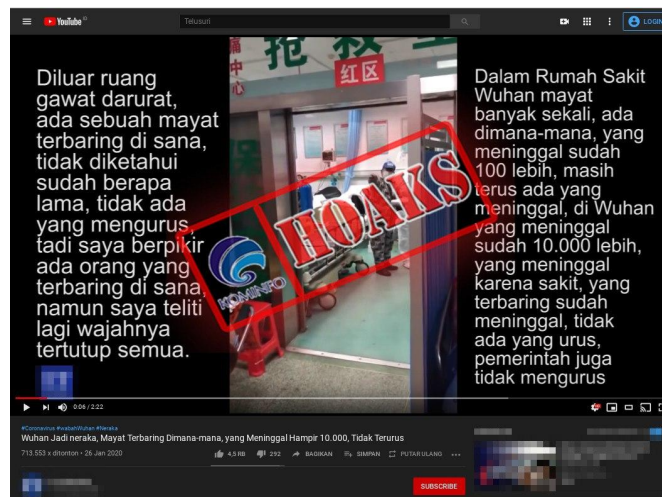 YouTube ID
Telusuri
LOGIN
Diluar ruang
gawat darurat,
ada sebuah mayat
terbaring di sana,
tidak diketahui
sudah berapa
lama, tidak ada
yang mengurus,
tadi saya berpikir
ada orang yang
terbaring di sana,
namun saya teliti
lagi wajahnya
tertutup semua.
痛
中
心
抢救
红区
KOMINFO
HOAKS
Dalam Rumah Sakit
Wuhan mayat
banyak sekali, ada
dimana-mana, yang
meninggal sudah
100 lebih, masih
terus ada yang
meninggal, di Wuhan
yang meninggal
sudah 10.000 lebih,
yang meninggal
karena sakit, yang
terbaring sudah
meninggal, tidak
ada yang urus,
pemerintah juga
tidak mengurus
0:06 / 2:22
#Coronavirus #wabahWuhan #Neraka
Wuhan Jadi neraka, Mayat Terbaring Dimana-mana, yang Meninggal Hampir 10.000, Tidak Terurus
713.553 x ditonton • 26 Jan 2020
4,5 RB
292
BAGIKAN
SIMPAN
PUTAR ULANG
SUBSCRIBE